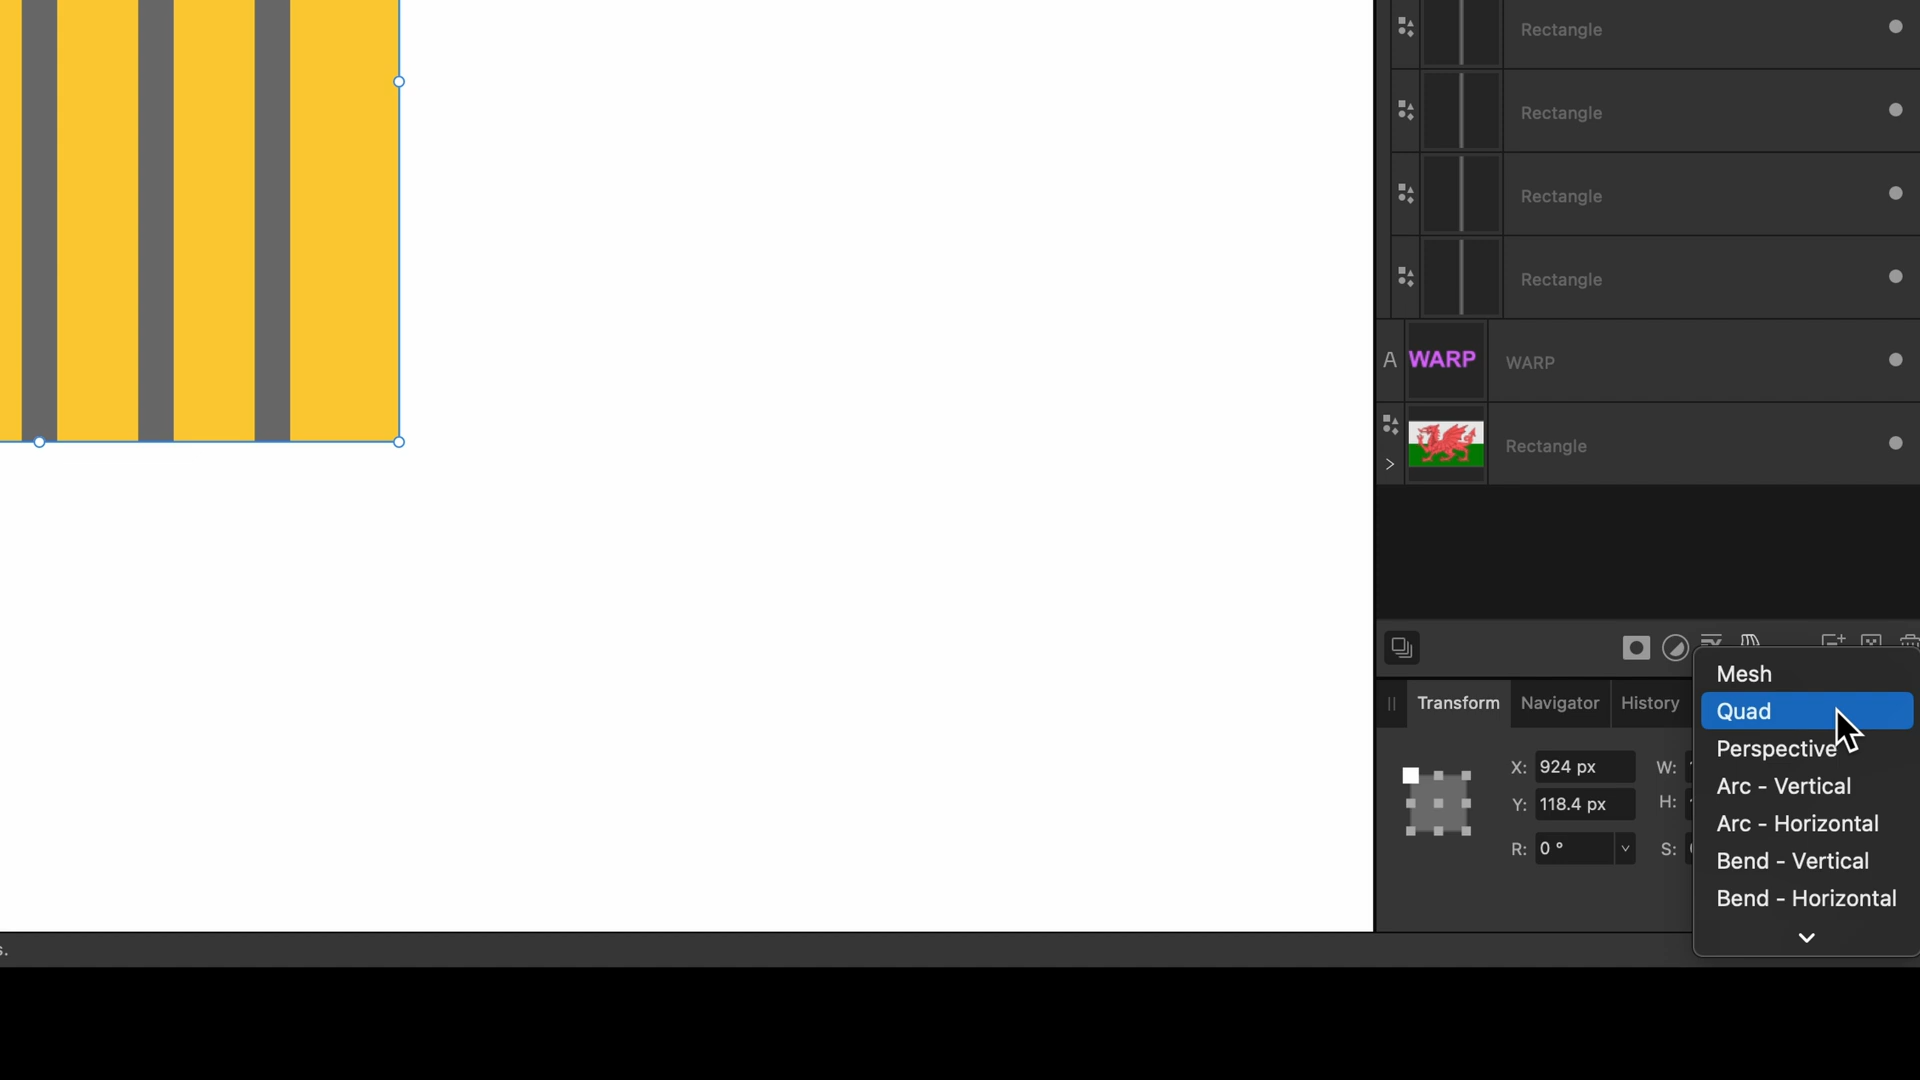 Rectangle
Rectangle
Rectangle
Rectangle
A WARP WARP
Rectangle
Transform Navigator History
X: 924 px W:
Y: 118.4 px H:
R: 0 ° S:
Mesh
Quad
Perspective
Arc - Vertical
Arc - Horizontal
Bend - Vertical
Bend - Horizontal
s.